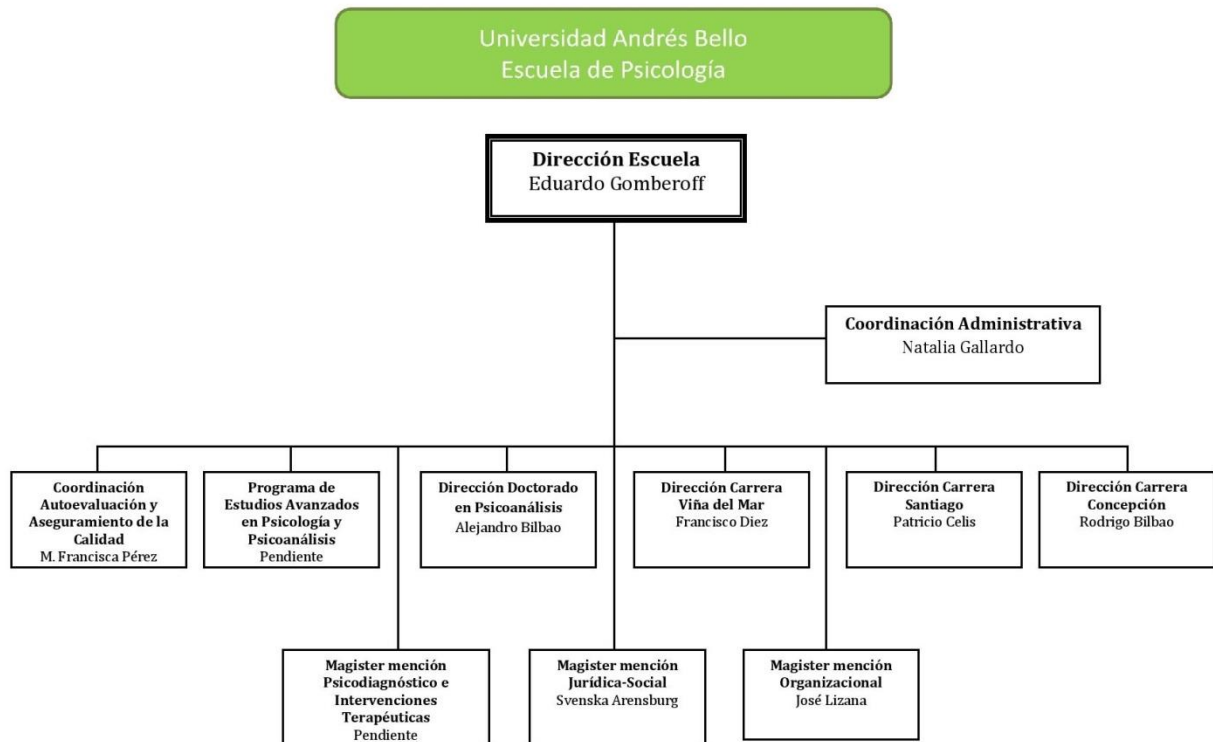 Universidad Andrés Bello
Escuela de Psicología
Dirección Escuela
Eduardo Gomberoff
Coordinación Administrativa
Natalia Gallardo
Coordinación
Autoevaluación y
Aseguramiento de la
Calidad
M. Francisca Pérez
Programa de
Estudios Avanzados
en Psicología y
Psicoanálisis
Pendiente
Dirección Doctorado
en Psicoanálisis
Alejandro Bilbao
Dirección Carrera
Viña del Mar
Francisco Diez
Dirección Carrera
Santiago
Patricio Celis
Dirección Carrera
Concepción
Rodrigo Bilbao
Magister mención
Psicodiagnóstico e
Intervenciones
Terapéuticas
Pendiente
Magister mención
Jurídica-Social
Svenska Arensburg
Magister mención
Organizacional
José Lizana